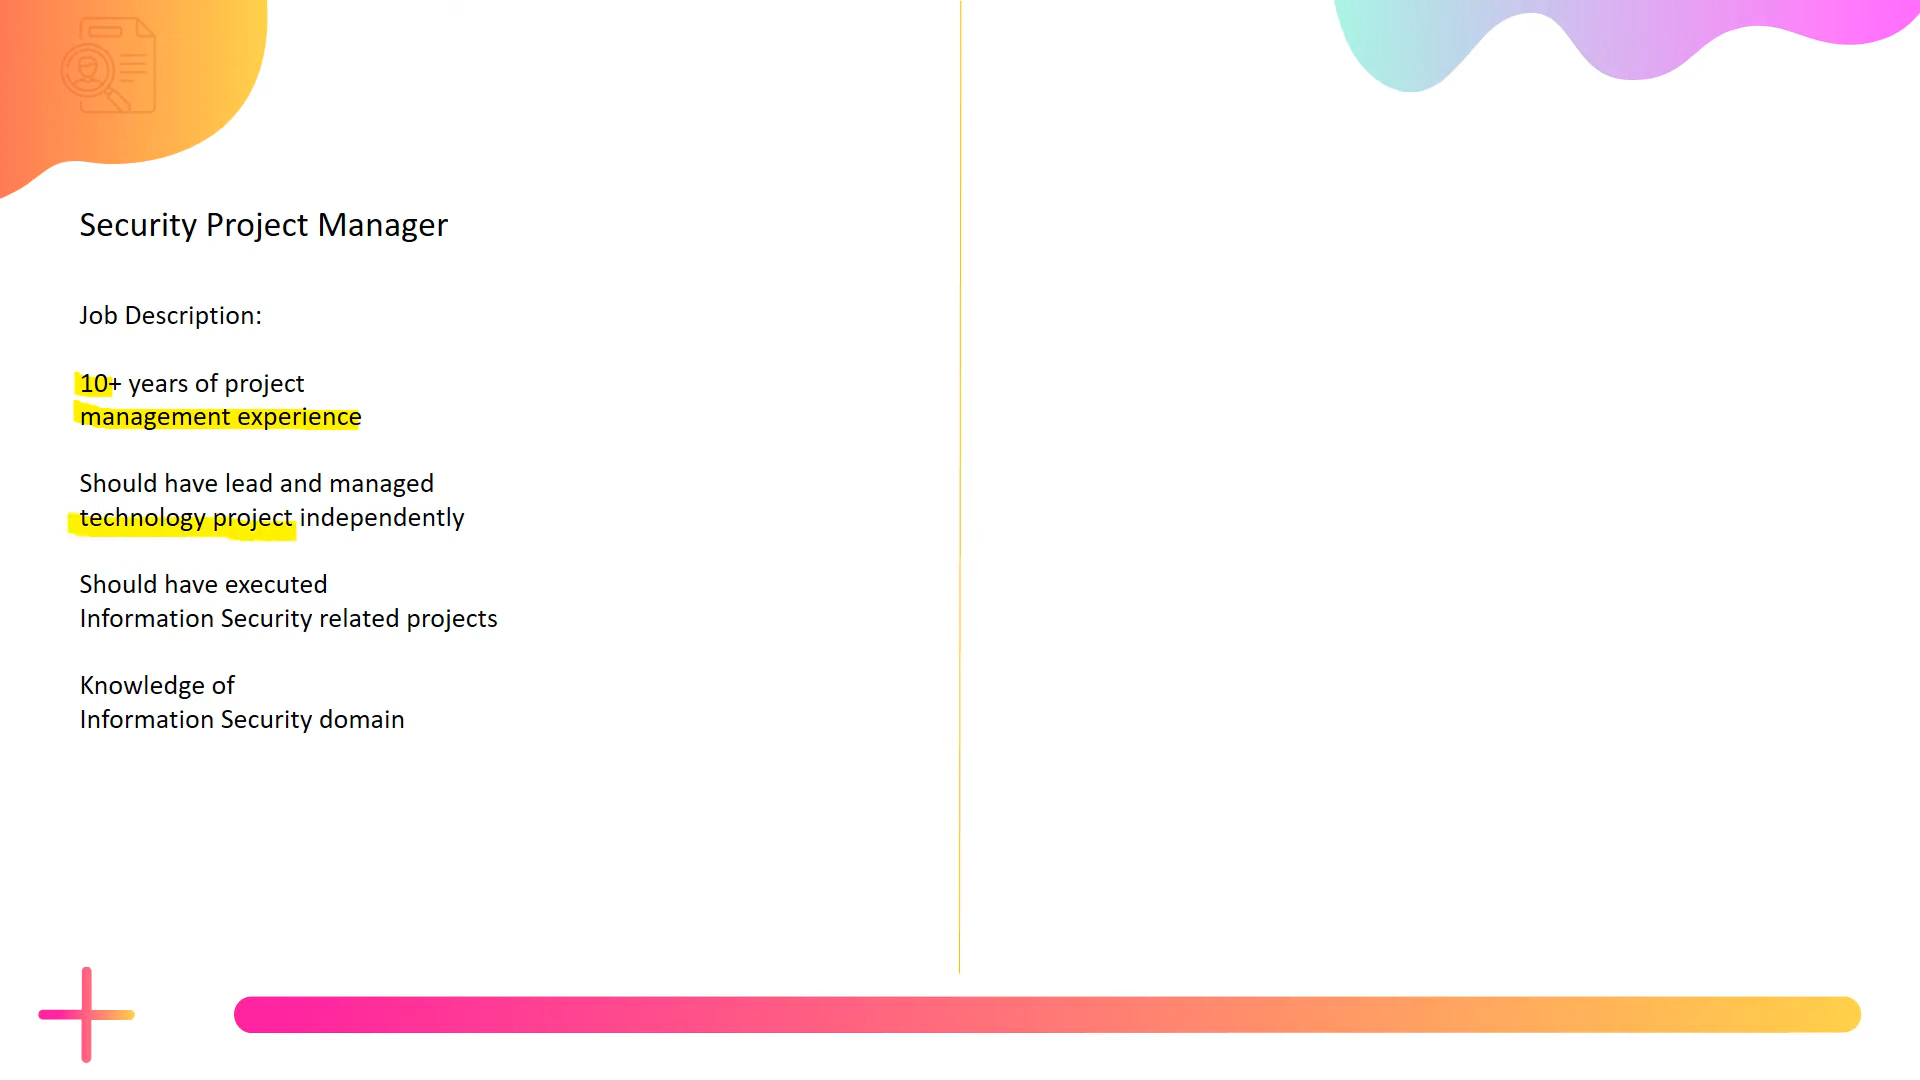 Security Project Manager
Job Description:
10+ years of project
management experience
Should have lead and managed
technology project independently
Should have executed
Information Security related projects
Knowledge of
Information Security domain